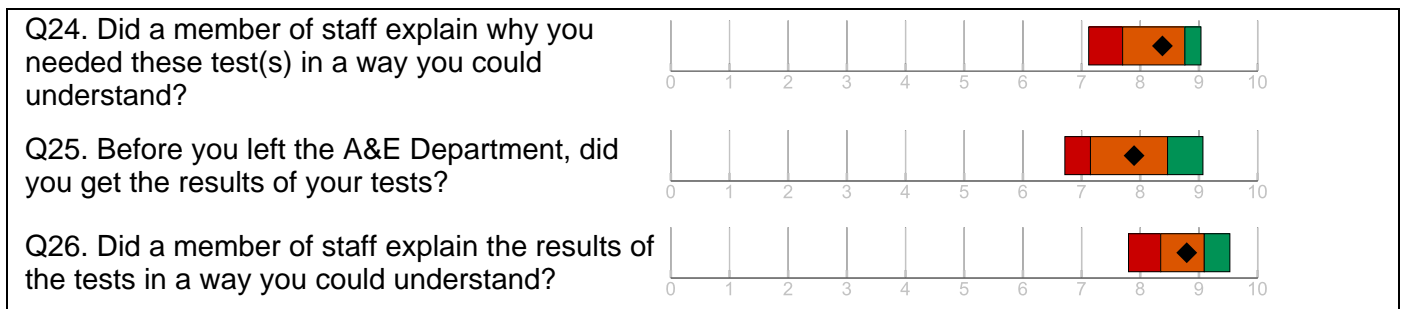 Q24. Did a member of staff explain why you
needed these test(s) in a way you could
understand?
0 1 2 3 4 5 6 7 8 9 10
Q25. Before you left the A&E Department, did
you get the results of your tests?
0 1 2 3 4 5 6 7 8 9 10
Q26. Did a member of staff explain the results of
the tests in a way you could understand?
0 1 2 3 4 5 6 7 8 9 10